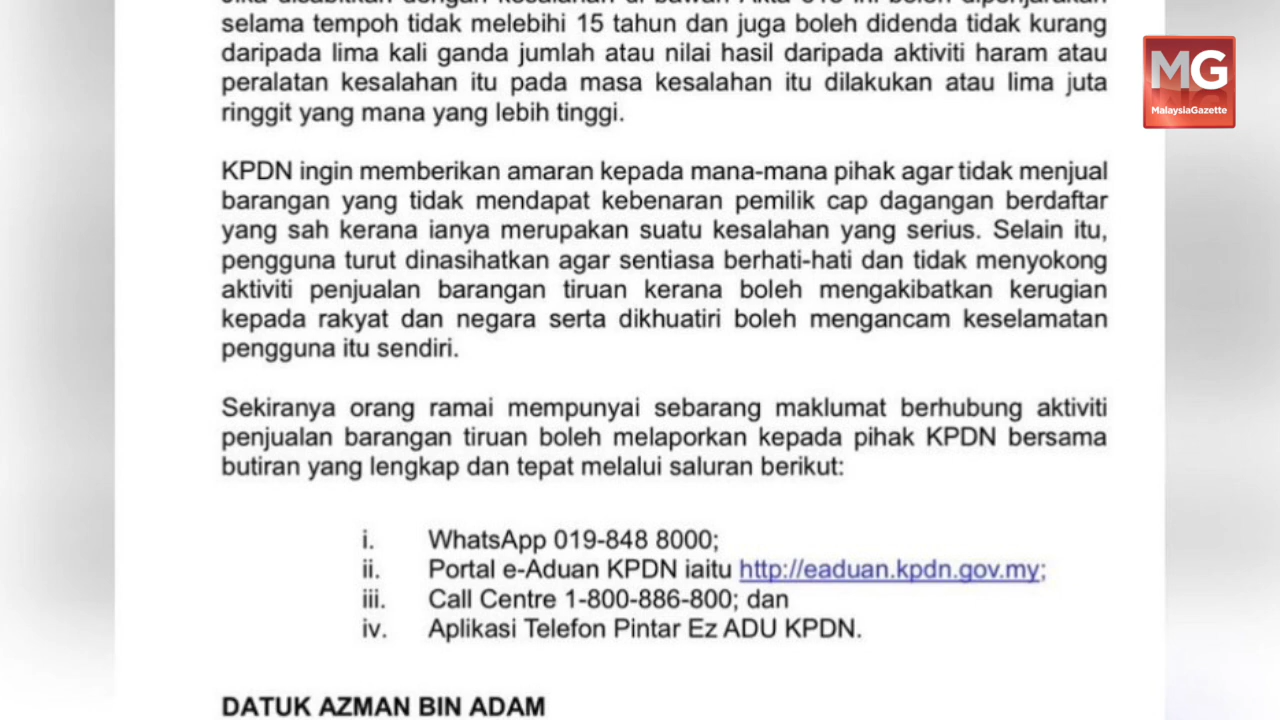 selama tempoh tidak melebihi 15 tahun dan juga boleh didenda tidak kurang
daripada lima kali ganda jumlah atau nilai hasil daripada aktiviti haram atau
peralatan kesalahan itu pada masa kesalahan itu dilakukan atau lima juta
ringgit yang mana yang lebih tinggi.
KPDN ingin memberikan amaran kepada mana-mana pihak agar tidak menjual
barangan yang tidak mendapat kebenaran pemilik cap dagangan berdaftar
yang sah kerana ianya merupakan suatu kesalahan yang serius. Selain itu,
pengguna turut dinasihatkan agar sentiasa berhati-hati dan tidak menyokong
aktiviti penjualan barangan tiruan kerana boleh mengakibatkan kerugian
kepada rakyat dan negara serta dikhuatiri boleh mengancam keselamatan
pengguna itu sendiri.
Sekiranya orang ramai mempunyai sebarang maklumat berhubung aktiviti
penjualan barangan tiruan boleh melaporkan kepada pihak KPDN bersama
butiran yang lengkap dan tepat melalui saluran berikut:
i. WhatsApp 019-848 8000;
ii. Portal e-Aduan KPDN iaitu http://eaduan.kpdn.gov.my;
iii. Call Centre 1-800-886-800; dan
iv. Aplikasi Telefon Pintar Ez ADU KPDN.
DATUK AZMAN BIN ADAM
MG
MalaysiaGazette